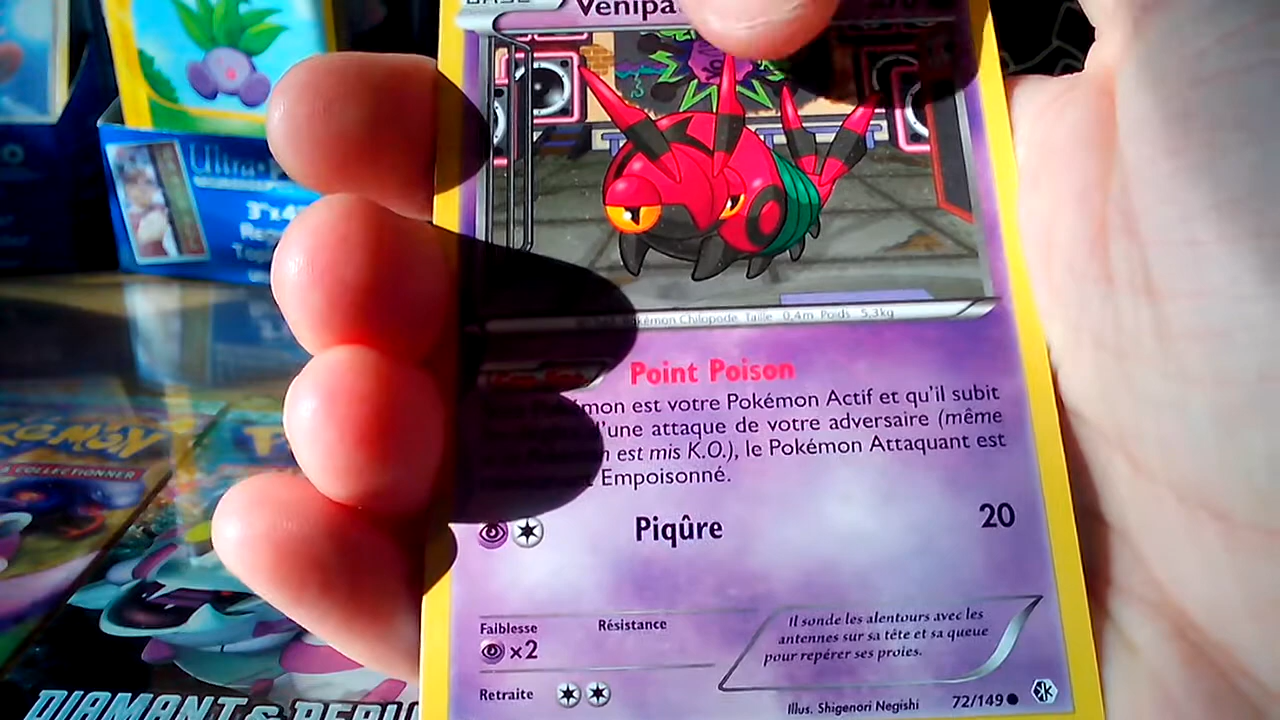 BASE
Venipa
Ultra
3"x4
Pokémon Chilopode Taille 0,4m Poids 5,3kg
Point Poison
mon est votre Pokémon Actif et qu'il subit
d'une attaque de votre adversaire (même
est mis K.O.), le Pokémon Attaquant est
Empoisonné.
Piqûre 20
Faiblesse Résistance
×2
Retraite
Il sonde les alentours avec les
antennes sur sa tête et sa queue
pour repérer ses proies.
Illus. Shigenori Negishi 72/149
POKÉMON
COLLECTIONNER
DIAMANT & PERL